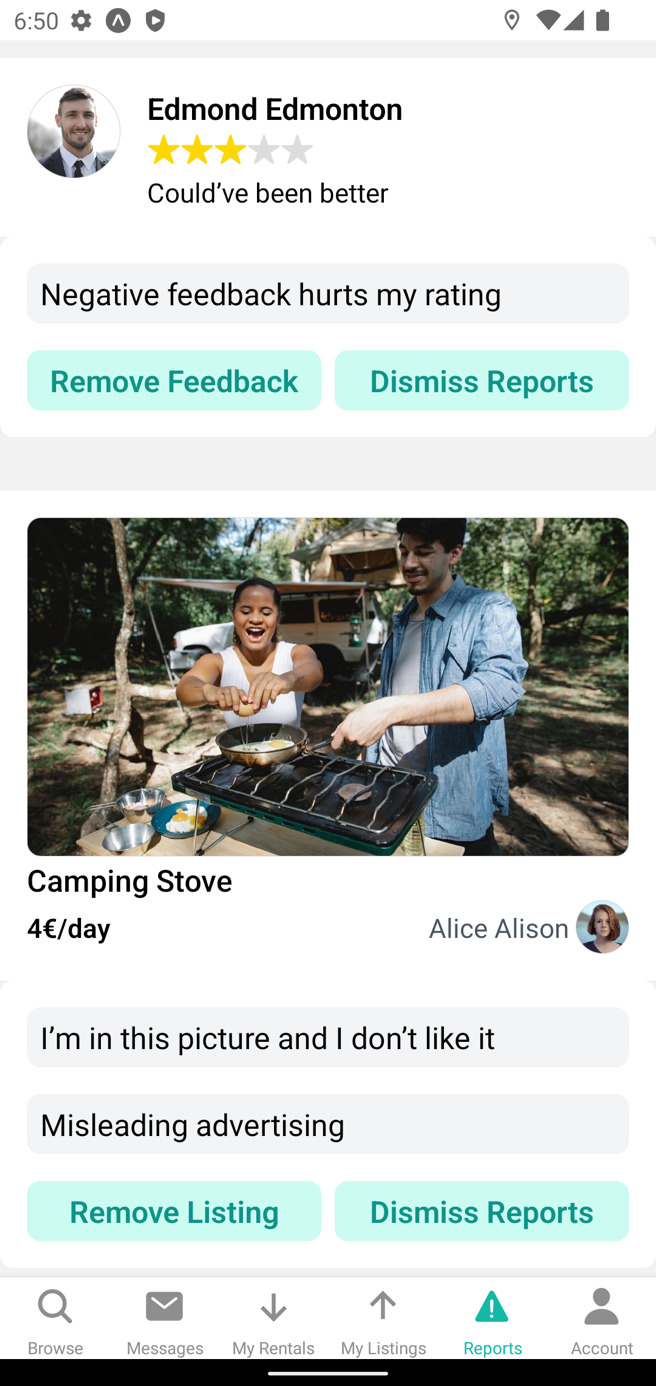 6:50
Edmond Edmonton
Could’ve been better
Negative feedback hurts my rating
Remove Feedback
Dismiss Reports
Camping Stove
4€/day
Alice Alison
I’m in this picture and I don’t like it
Misleading advertising
Remove Listing
Dismiss Reports
Browse
Messages
My Rentals
My Listings
Reports
Account